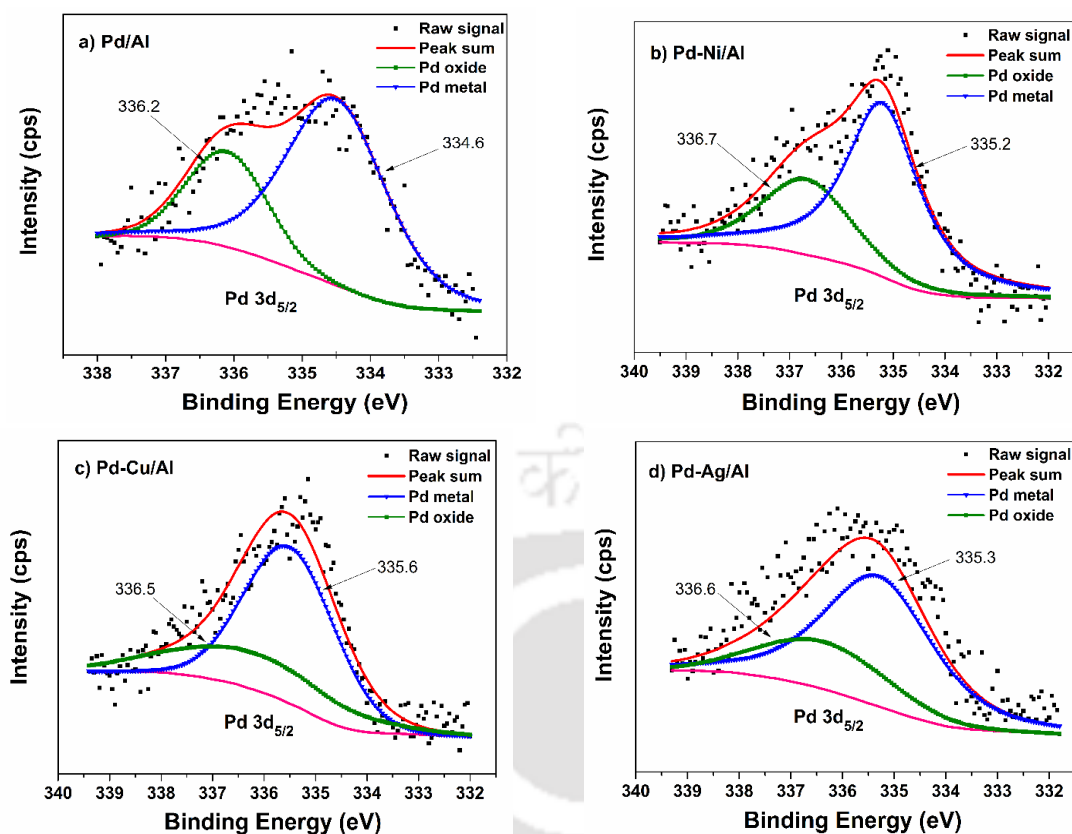 a) Pd/Al
Raw signal
Peak sum
Pd oxide
Pd metal
336.2
334.6
Pd 3d5/2
Intensity (cps)
338 337 336 335 334 333 332
Binding Energy (eV)
b) Pd-Ni/Al
Raw signal
Peak sum
Pd oxide
Pd metal
336.7
335.2
Pd 3d5/2
Intensity (cps)
340 339 338 337 336 335 334 333 332
Binding Energy (eV)
c) Pd-Cu/Al
Raw signal
Peak sum
Pd metal
Pd oxide
336.5
335.6
Pd 3d5/2
Intensity (cps)
340 339 338 337 336 335 334 333 332
Binding Energy (eV)
d) Pd-Ag/Al
Raw signal
Peak sum
Pd metal
Pd oxide
336.6
335.3
Pd 3d5/2
Intensity (cps)
340 339 338 337 336 335 334 333 332
Binding Energy (eV)